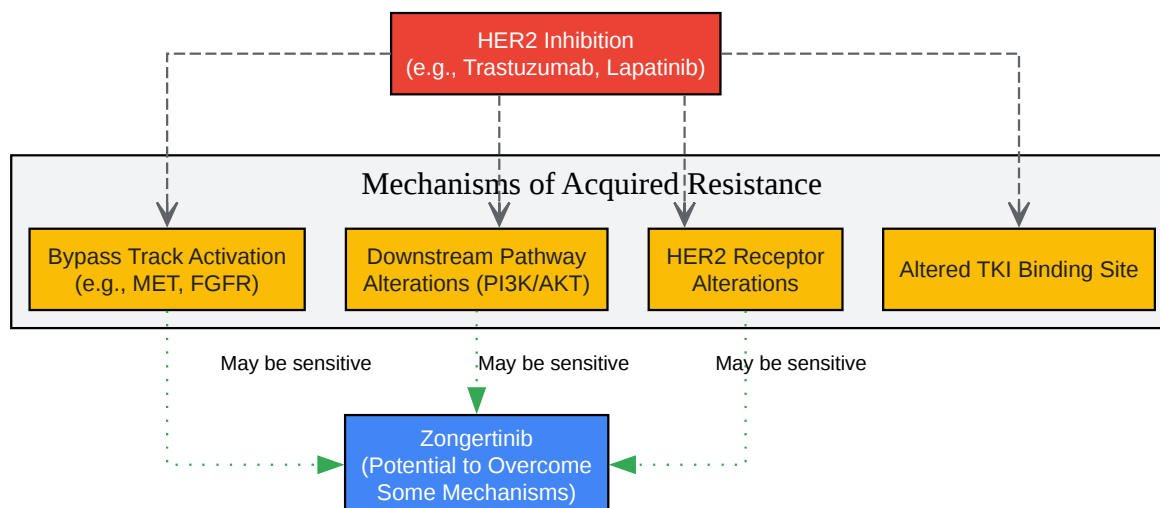 HER2 Inhibition
(e.g., Trastuzumab, Lapatinib)
Mechanisms of Acquired Resistance
Bypass Track Activation
(e.g., MET, FGFR)
Downstream Pathway
Alterations (PI3K/AKT)
HER2 Receptor
Alterations
Altered TKI Binding Site
May be sensitive
May be sensitive
May be sensitive
Zongertinib
(Potential to Overcome
Some Mechanisms)